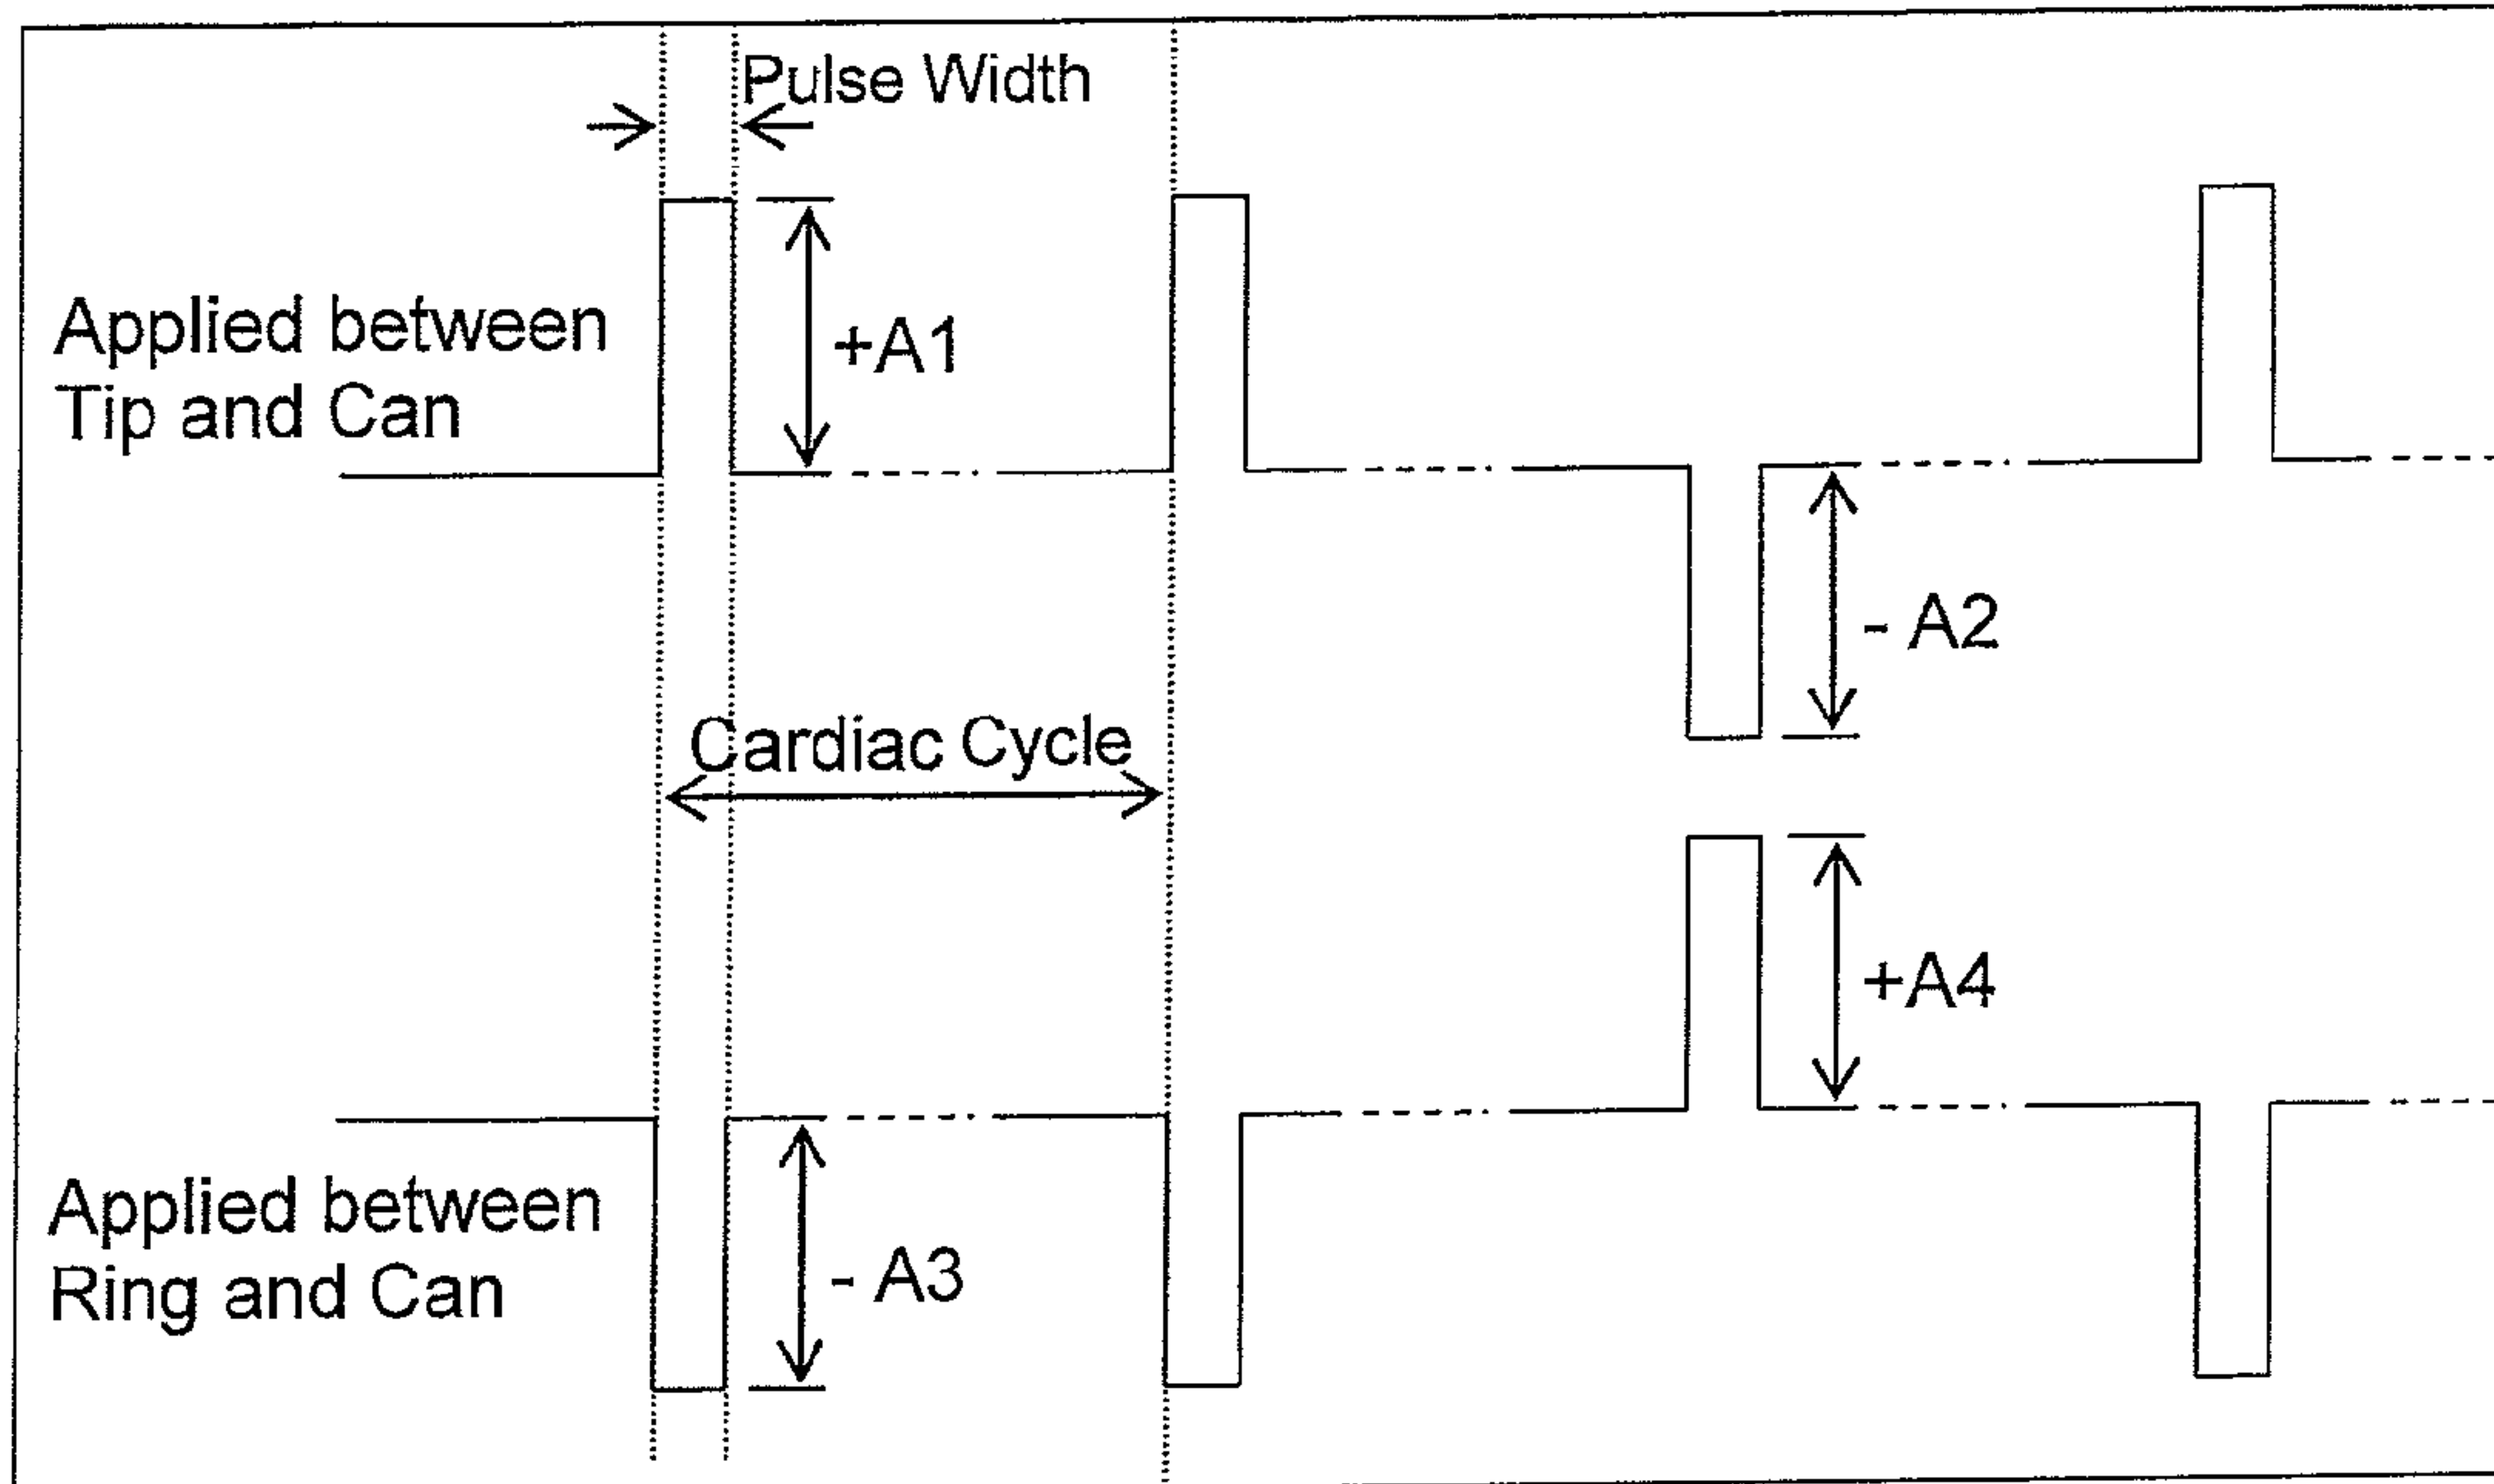 Pulse Width
Applied between
Tip and Can
+A1
- A2
Cardiac Cycle
+A4
Applied between
Ring and Can
- A3